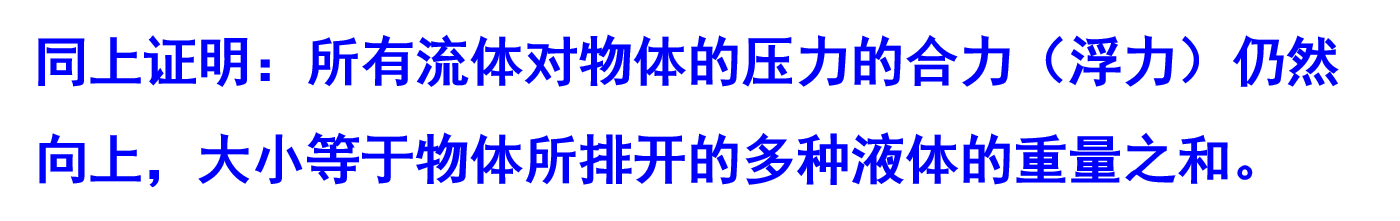 同上证明：所有流体对物体的压力的合力（浮力）仍然
向上，大小等于物体所排开的多种液体的重量之和。